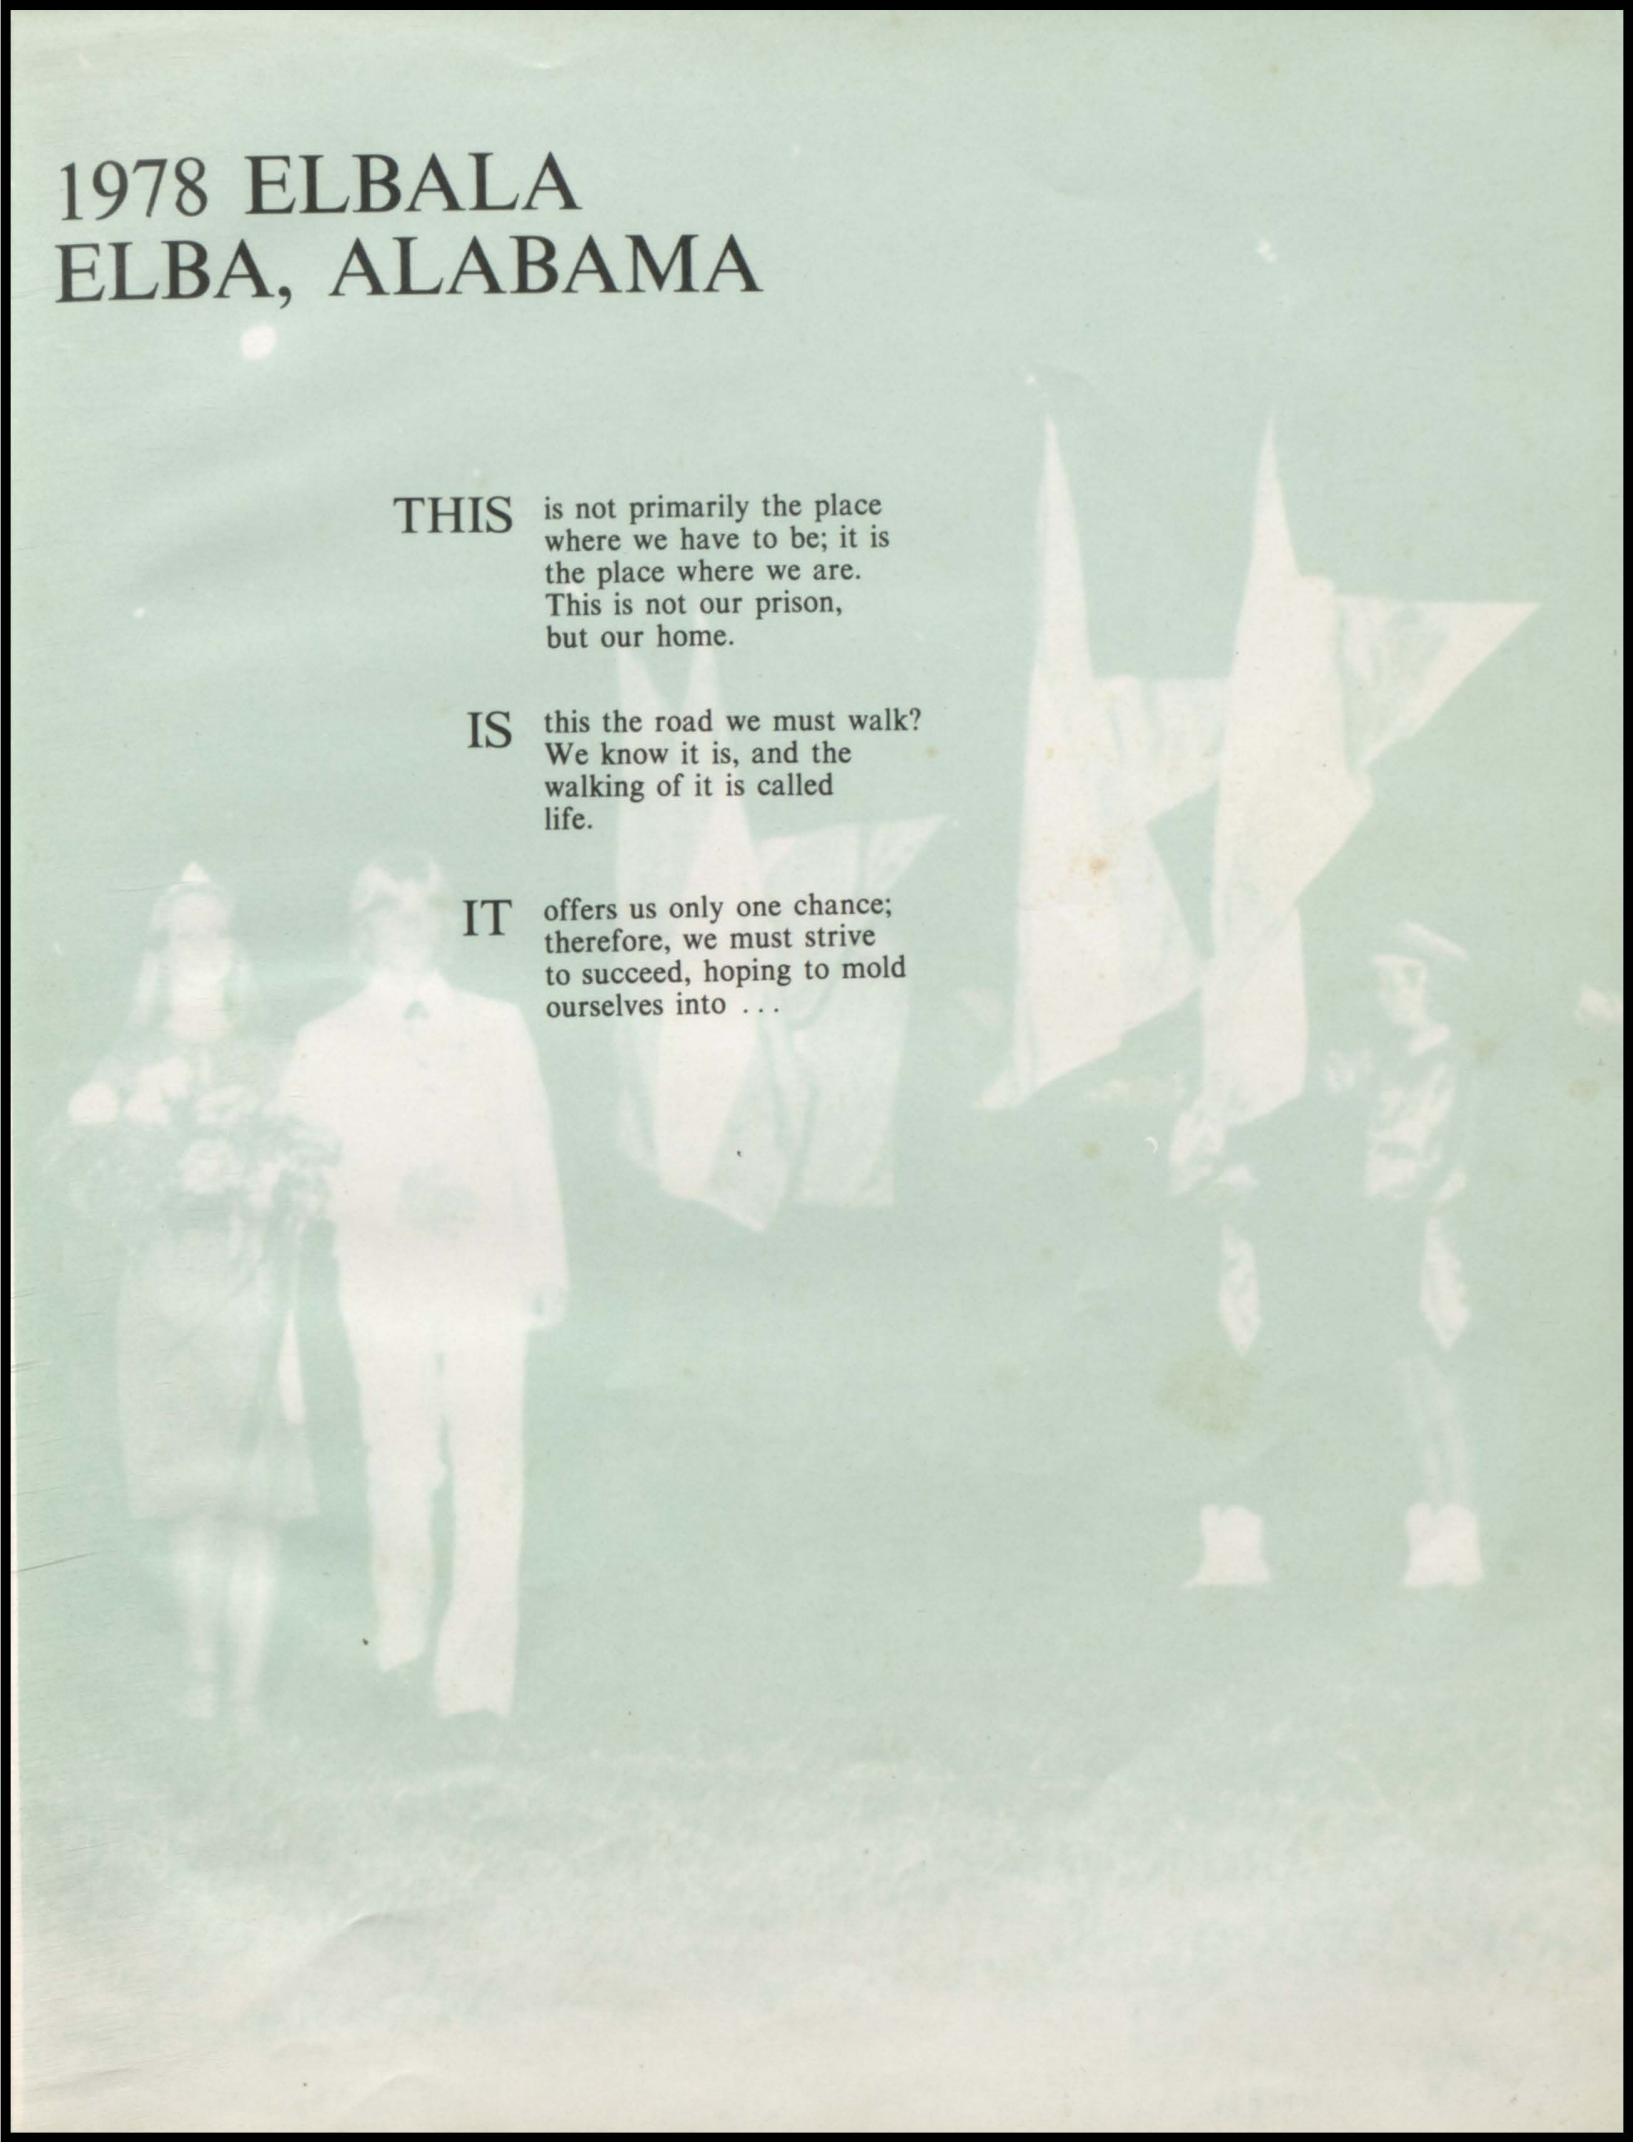 1978 ELBALA
ELBA, ALABAMA
THIS is not primarily the place
where we have to be; it is
the place where we are.
This is not our prison,
but our home.
IS this the road we must walk?
We know it is, and the
walking of it is called
life.
IT offers us only one chance;
therefore, we must strive
to succeed, hoping to mold
ourselves into ...